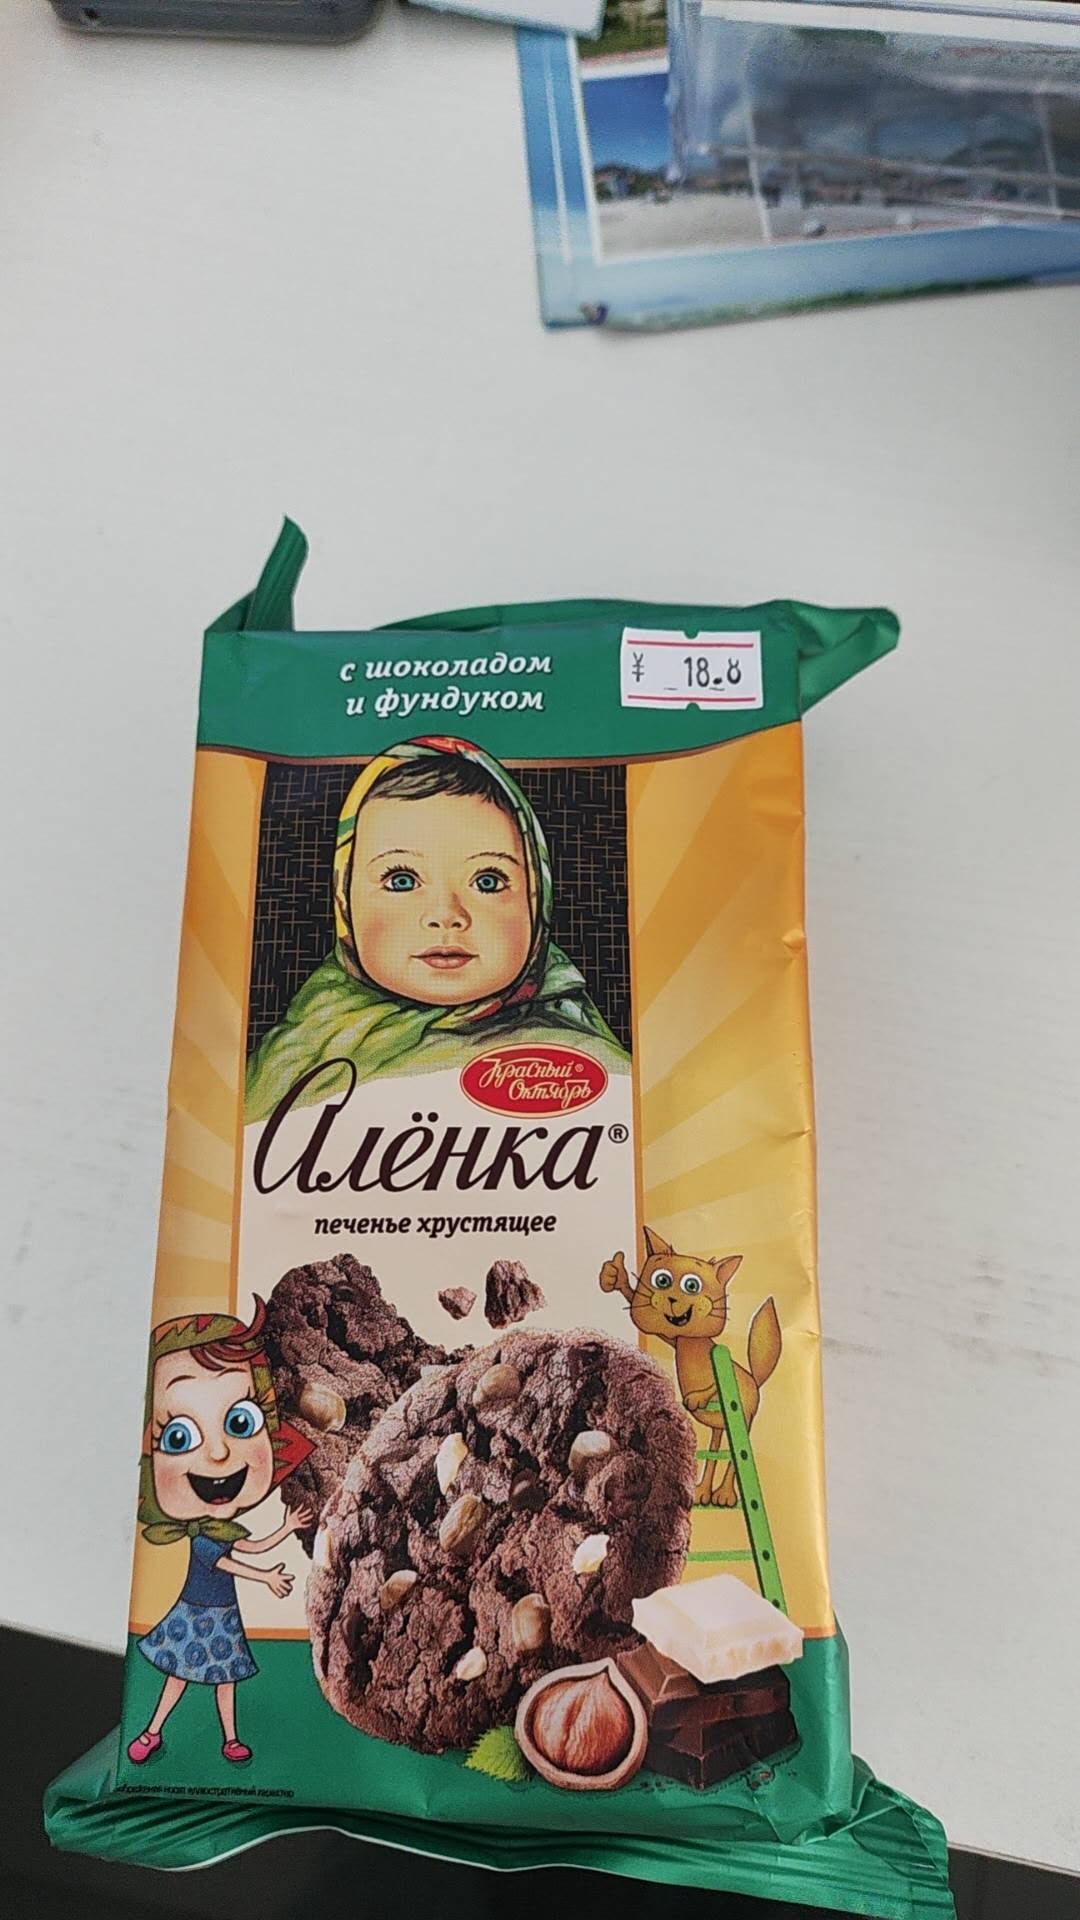 с шоколадом
и фундуком
¥ 18.8
Красный®
Октябрь
Алёнка®
печенье хрустящее